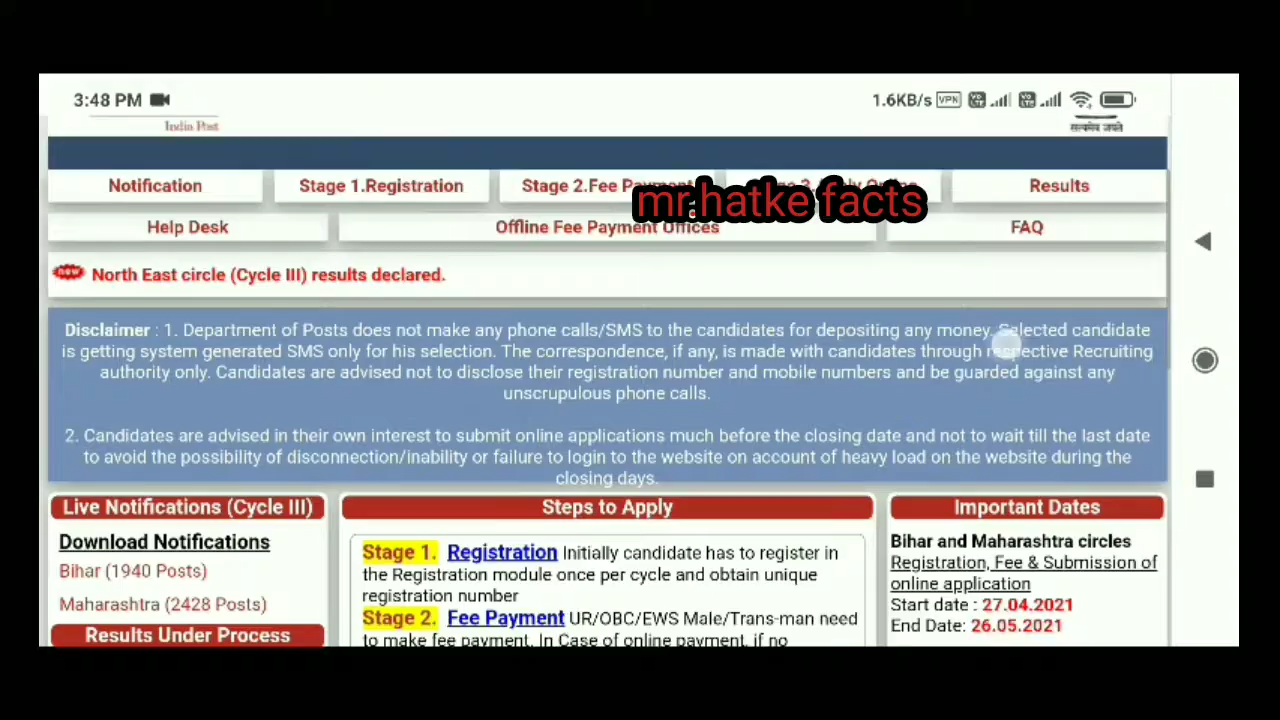 3:48 PM
1.6KB/s VPN
India Post
सत्यमेव जयते
Notification
Stage 1.Registration
Stage 2.Fee Payment
Results
mr.hatke facts
Help Desk
Offline Fee Payment Offices
FAQ
new North East circle (Cycle III) results declared.
Disclaimer : 1. Department of Posts does not make any phone calls/SMS to the candidates for depositing any money. Selected candidate
is getting system generated SMS only for his selection. The correspondence, if any, is made with candidates through respective Recruiting
authority only. Candidates are advised not to disclose their registration number and mobile numbers and be guarded against any
unscrupulous phone calls.
2. Candidates are advised in their own interest to submit online applications much before the closing date and not to wait till the last date
to avoid the possibility of disconnection/inability or failure to login to the website on account of heavy load on the website during the
closing days.
Live Notifications (Cycle III)
Download Notifications
Bihar (1940 Posts)
Maharashtra (2428 Posts)
Results Under Process
Steps to Apply
Stage 1. Registration Initially candidate has to register in
the Registration module once per cycle and obtain unique
registration number
Stage 2. Fee Payment UR/OBC/EWS Male/Trans-man need
to make fee payment. In Case of online payment, if no
Important Dates
Bihar and Maharashtra circles
Registration, Fee & Submission of
online application
Start date : 27.04.2021
End Date: 26.05.2021